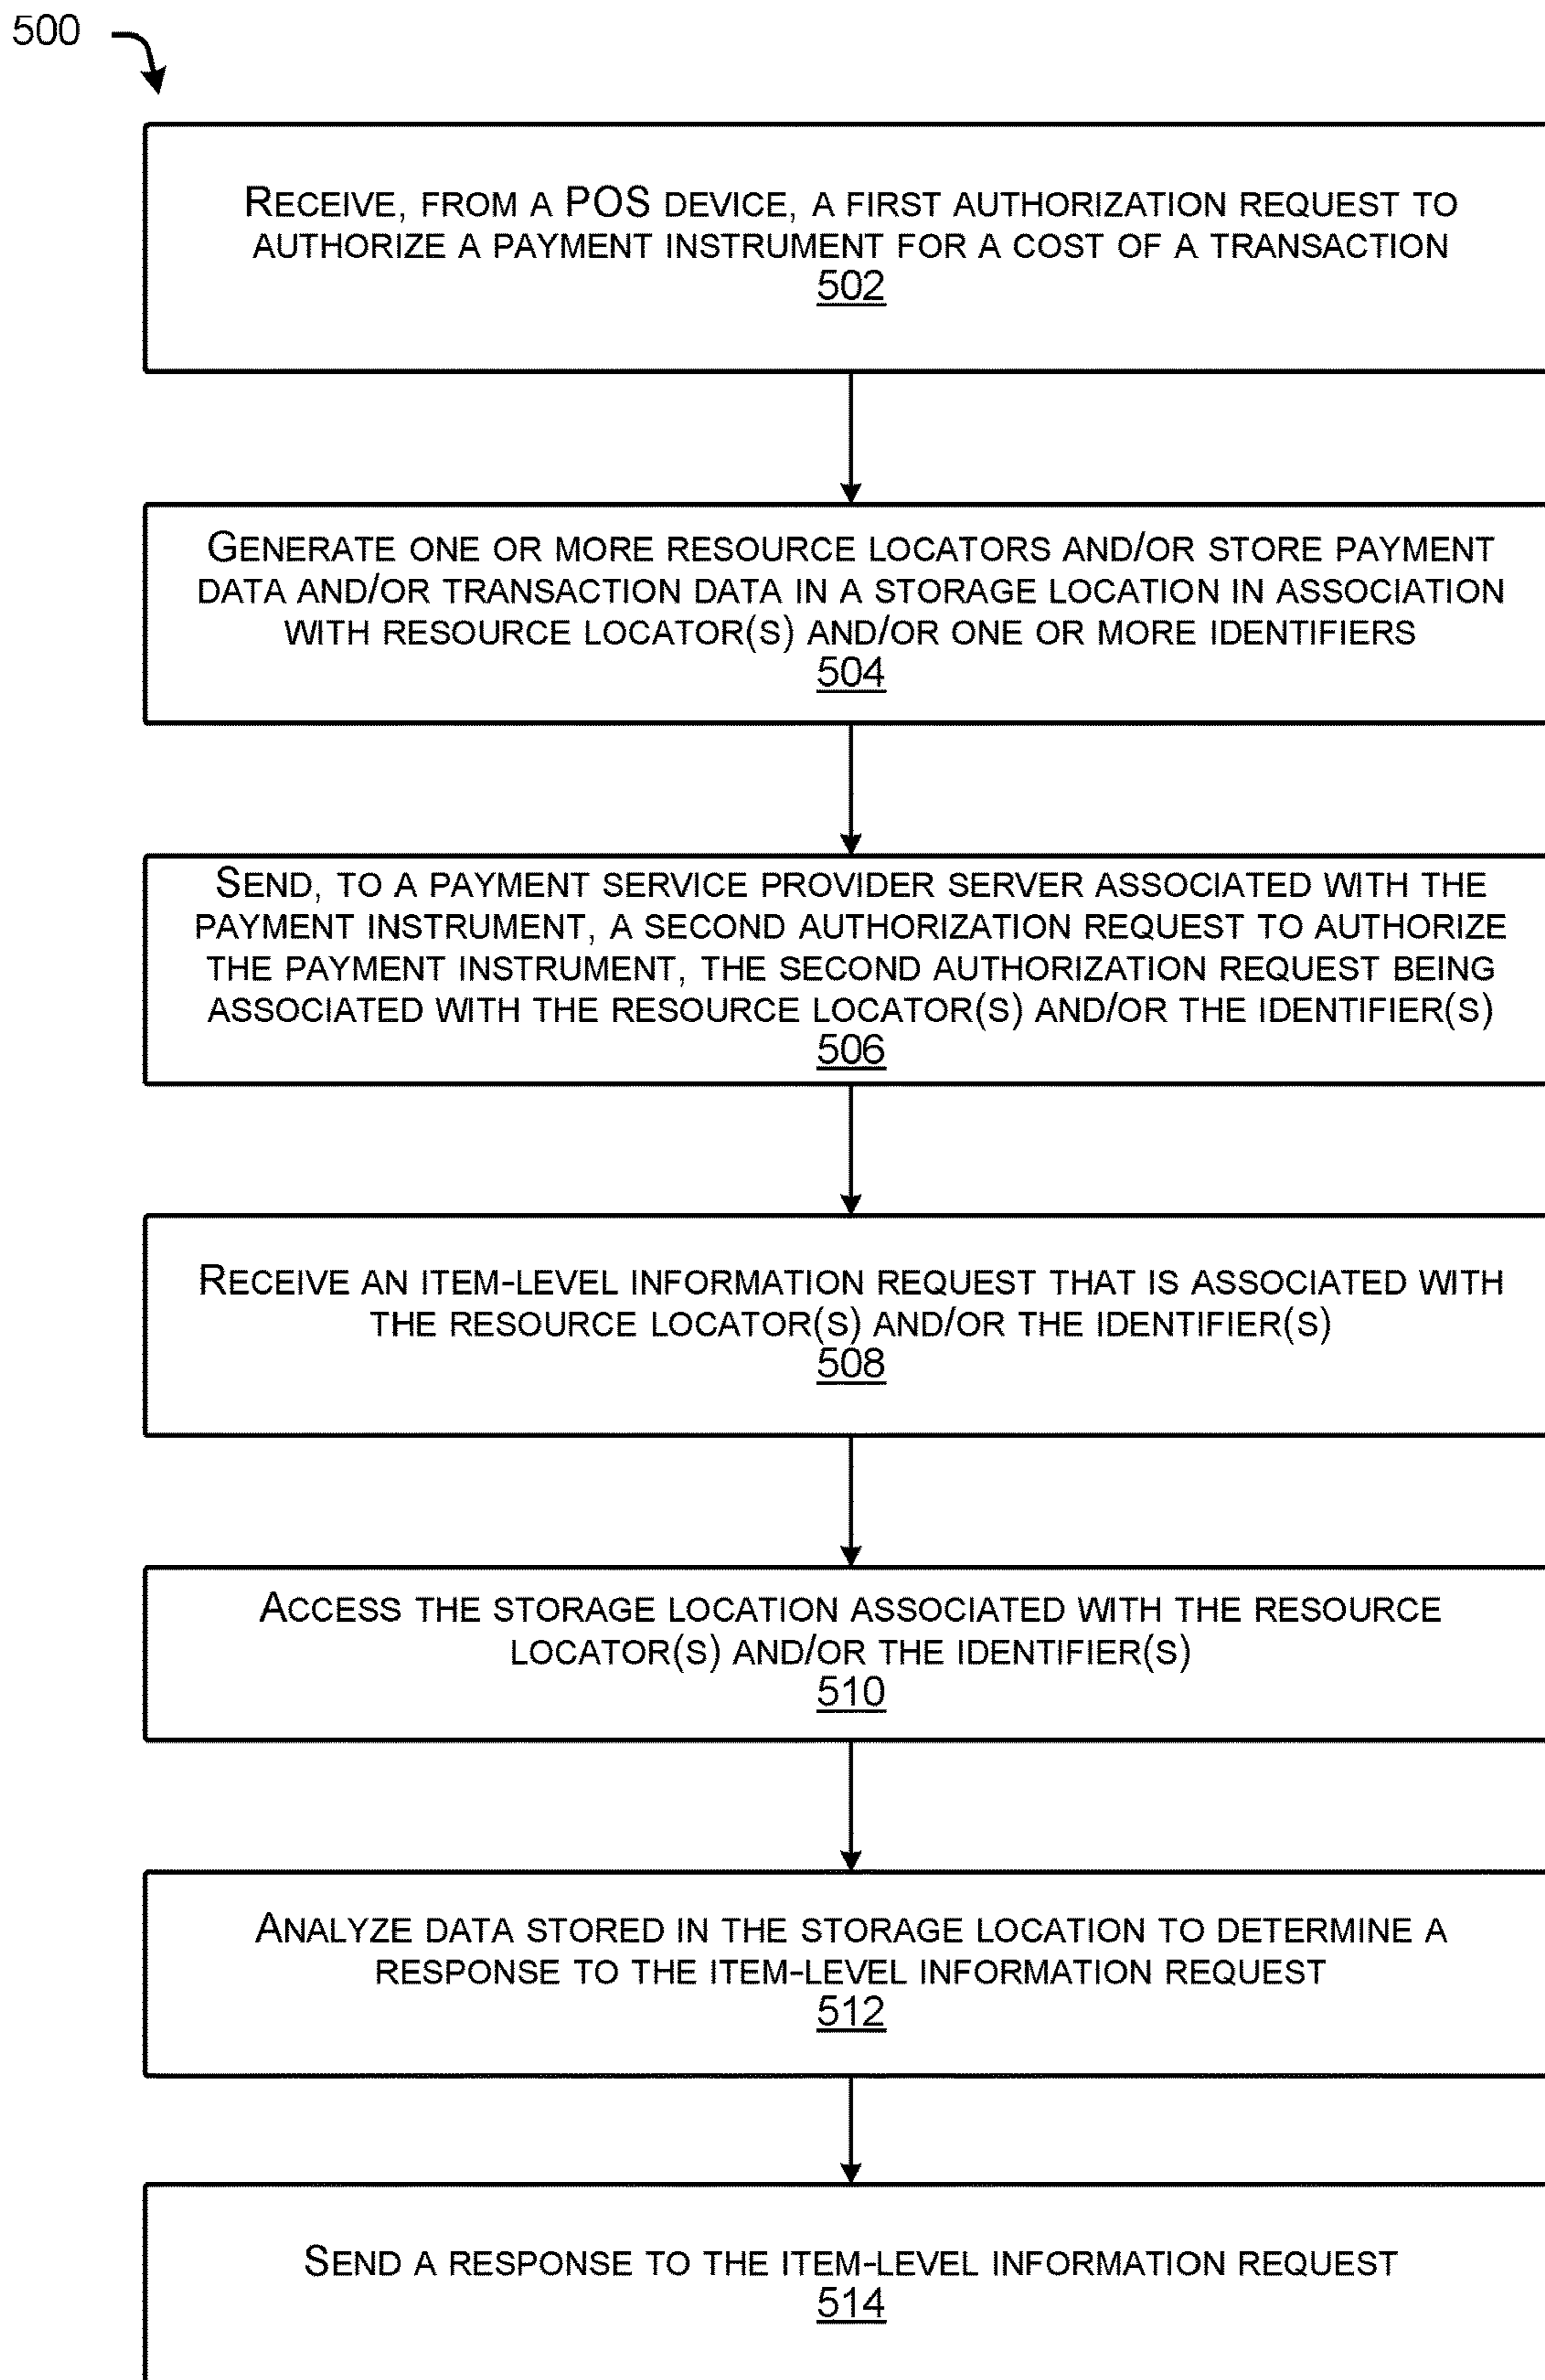 500
RECEIVE, FROM A POS DEVICE, A FIRST AUTHORIZATION REQUEST TO
AUTHORIZE A PAYMENT INSTRUMENT FOR A COST OF A TRANSACTION
502
GENERATE ONE OR MORE RESOURCE LOCATORS AND/OR STORE PAYMENT
DATA AND/OR TRANSACTION DATA IN A STORAGE LOCATION IN ASSOCIATION
WITH RESOURCE LOCATOR(S) AND/OR ONE OR MORE IDENTIFIERS
504
SEND, TO A PAYMENT SERVICE PROVIDER SERVER ASSOCIATED WITH THE
PAYMENT INSTRUMENT, A SECOND AUTHORIZATION REQUEST TO AUTHORIZE
THE PAYMENT INSTRUMENT, THE SECOND AUTHORIZATION REQUEST BEING
ASSOCIATED WITH THE RESOURCE LOCATOR(S) AND/OR THE IDENTIFIER(S)
506
RECEIVE AN ITEM-LEVEL INFORMATION REQUEST THAT IS ASSOCIATED WITH
THE RESOURCE LOCATOR(S) AND/OR THE IDENTIFIER(S)
508
ACCESS THE STORAGE LOCATION ASSOCIATED WITH THE RESOURCE
LOCATOR(S) AND/OR THE IDENTIFIER(S)
510
ANALYZE DATA STORED IN THE STORAGE LOCATION TO DETERMINE A
RESPONSE TO THE ITEM-LEVEL INFORMATION REQUEST
512
SEND A RESPONSE TO THE ITEM-LEVEL INFORMATION REQUEST
514